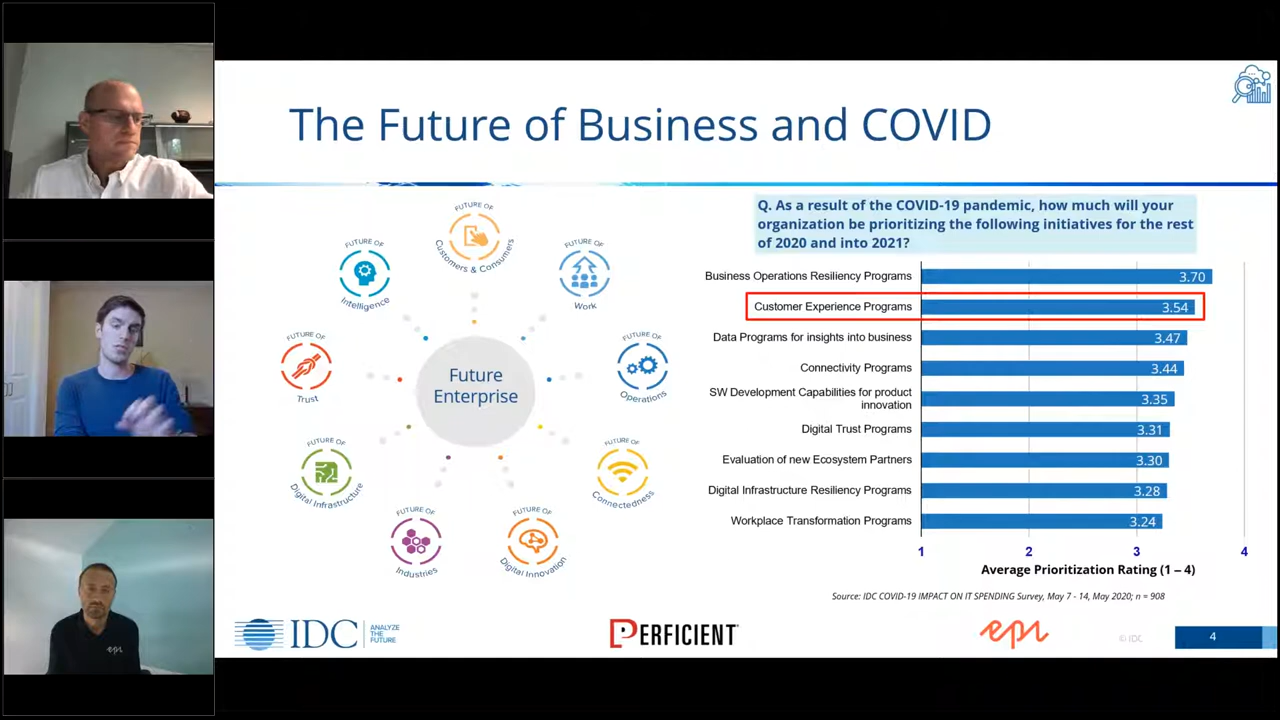 The Future of Business and COVID
FUTURE OF
Customers & Consumers
FUTURE OF
Intelligence
FUTURE OF
Work
FUTURE OF
Trust
FUTURE OF
Operations
Future
Enterprise
FUTURE OF
Digital Infrastructure
FUTURE OF
Connectedness
FUTURE OF
Industries
FUTURE OF
Digital Innovation
Q. As a result of the COVID-19 pandemic, how much will your
organization be prioritizing the following initiatives for the rest
of 2020 and into 2021?
Business Operations Resiliency Programs 3.70
Customer Experience Programs 3.54
Data Programs for insights into business 3.47
Connectivity Programs 3.44
SW Development Capabilities for product
innovation 3.35
Digital Trust Programs 3.31
Evaluation of new Ecosystem Partners 3.30
Digital Infrastructure Resiliency Programs 3.28
Workplace Transformation Programs 3.24
1 2 3 4
Average Prioritization Rating (1 – 4)
Source: IDC COVID-19 IMPACT ON IT SPENDING Survey, May 7 - 14, May 2020; n = 908
IDC
ANALYZE
THE
FUTURE
PERFICIENT
epi
© IDC
4
epi